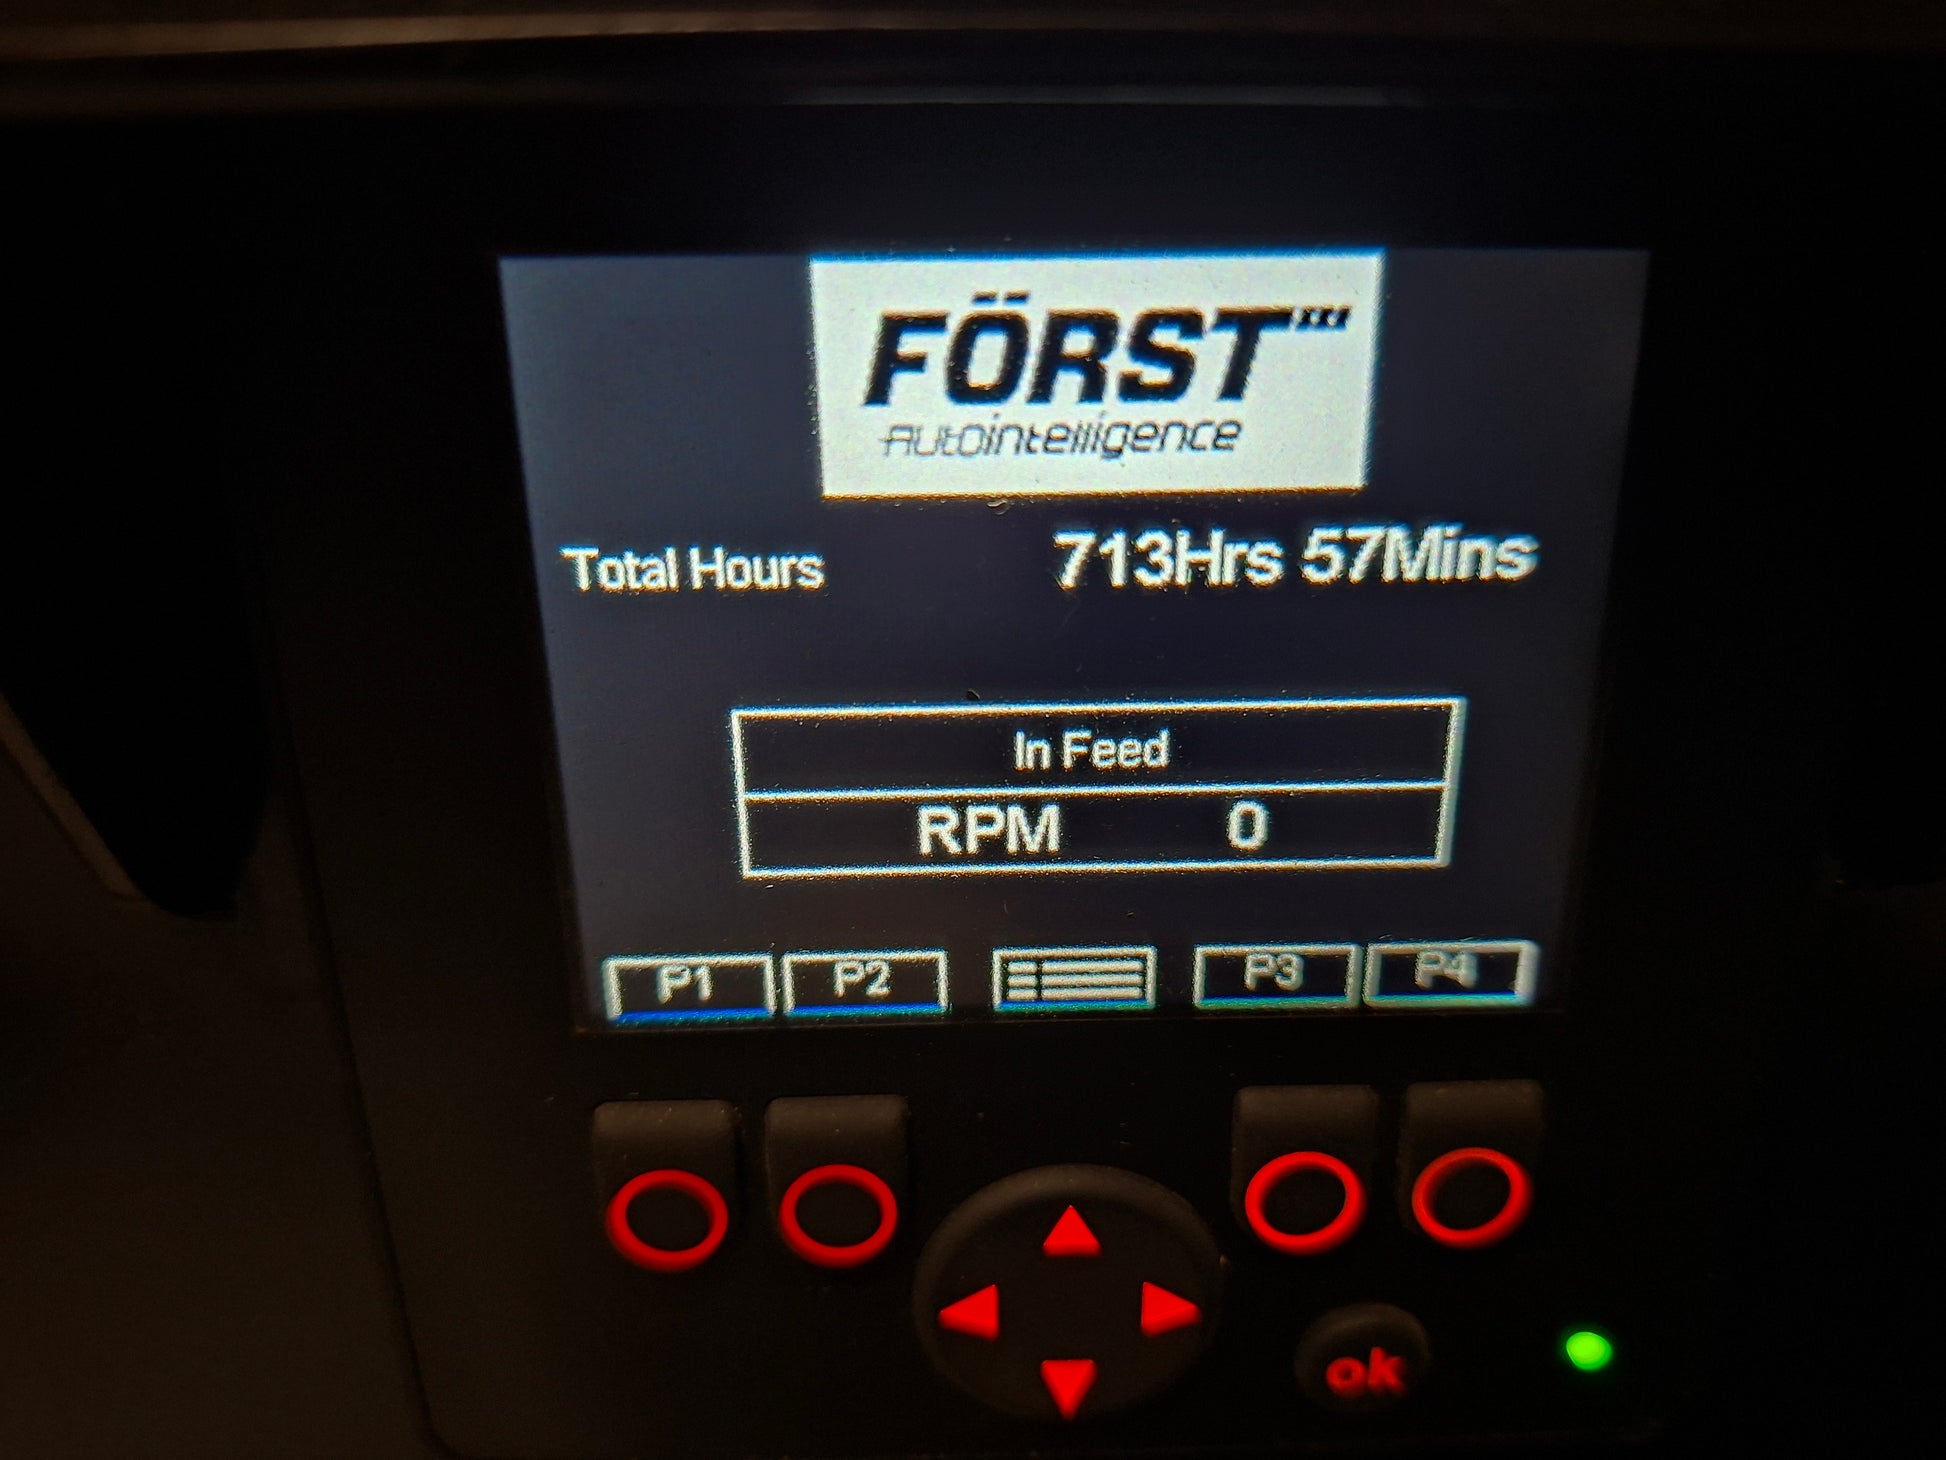 FÖRST
Autointelligence
Total Hours 713Hrs 57Mins
In Feed
RPM 0
P1 P2 P3 P4
ok